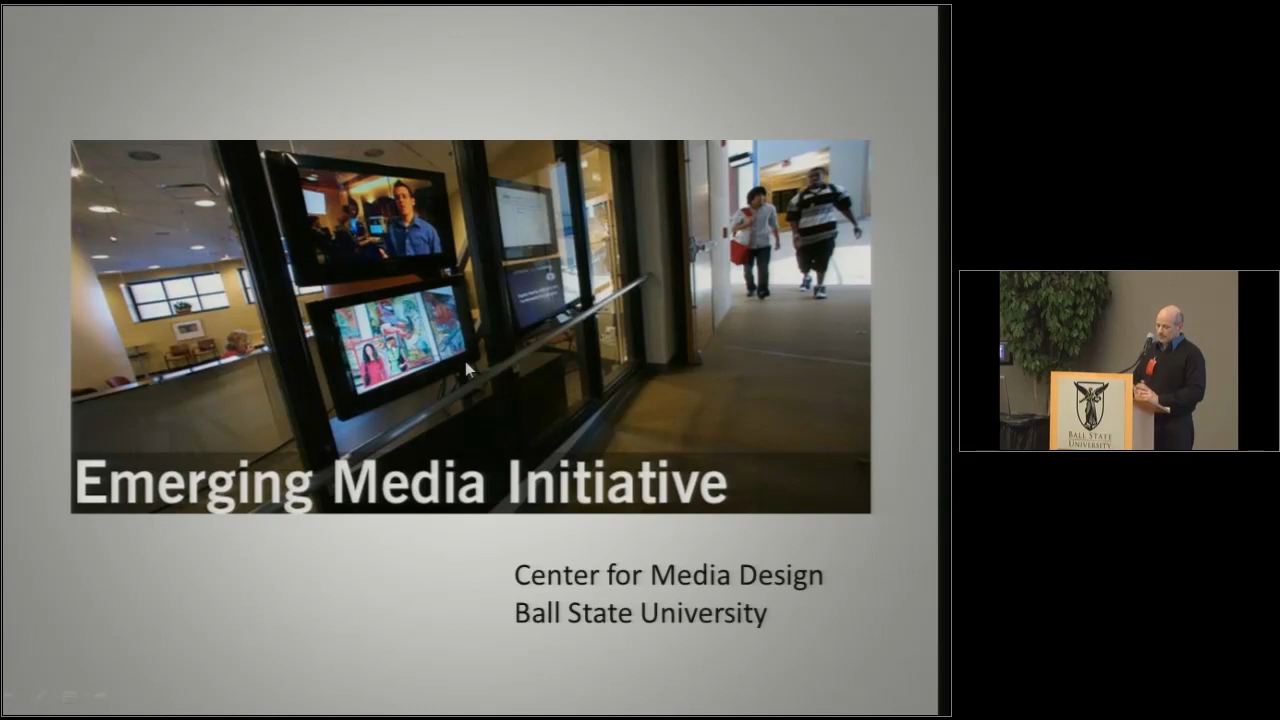 Emerging Media Initiative
Center for Media Design
Ball State University
BALL STATE
UNIVERSITY